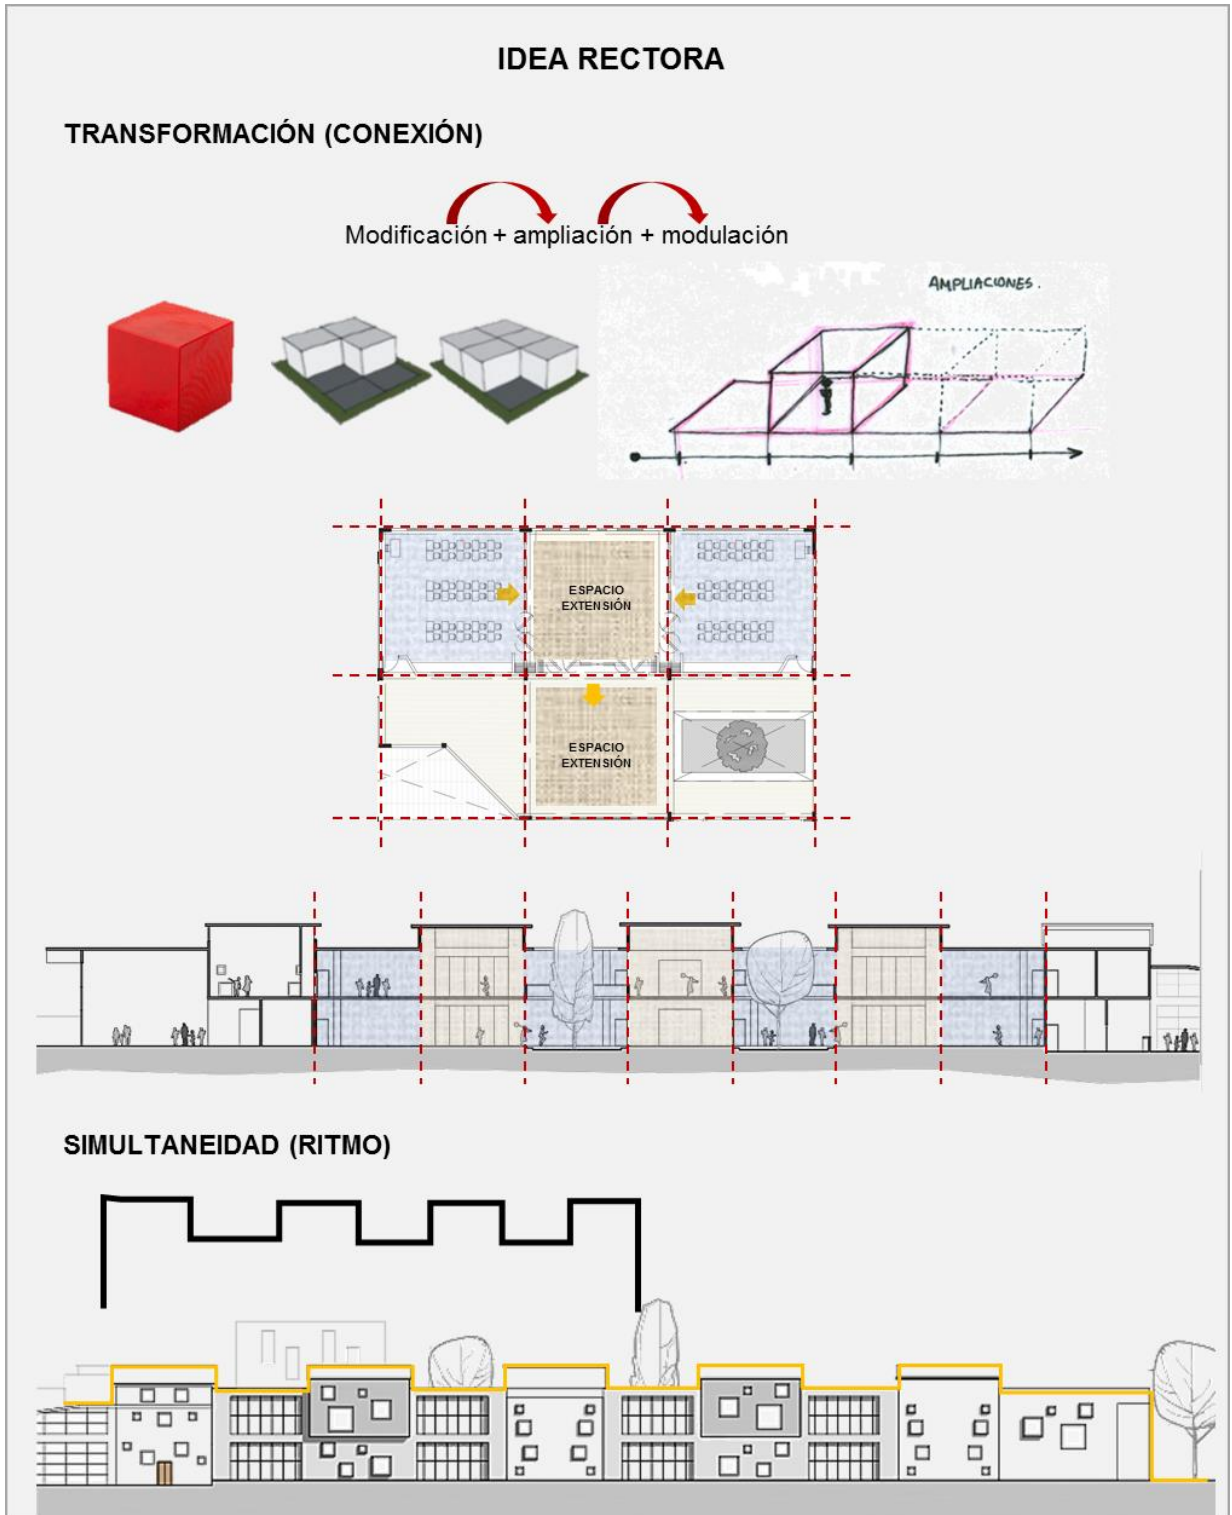 IDEA RECTORA
TRANSFORMACIÓN (CONEXIÓN)
Modificación + ampliación + modulación
AMPLIACIONES.
ESPACIO
EXTENSIÓN
ESPACIO
EXTENSIÓN
SIMULTANEIDAD (RITMO)